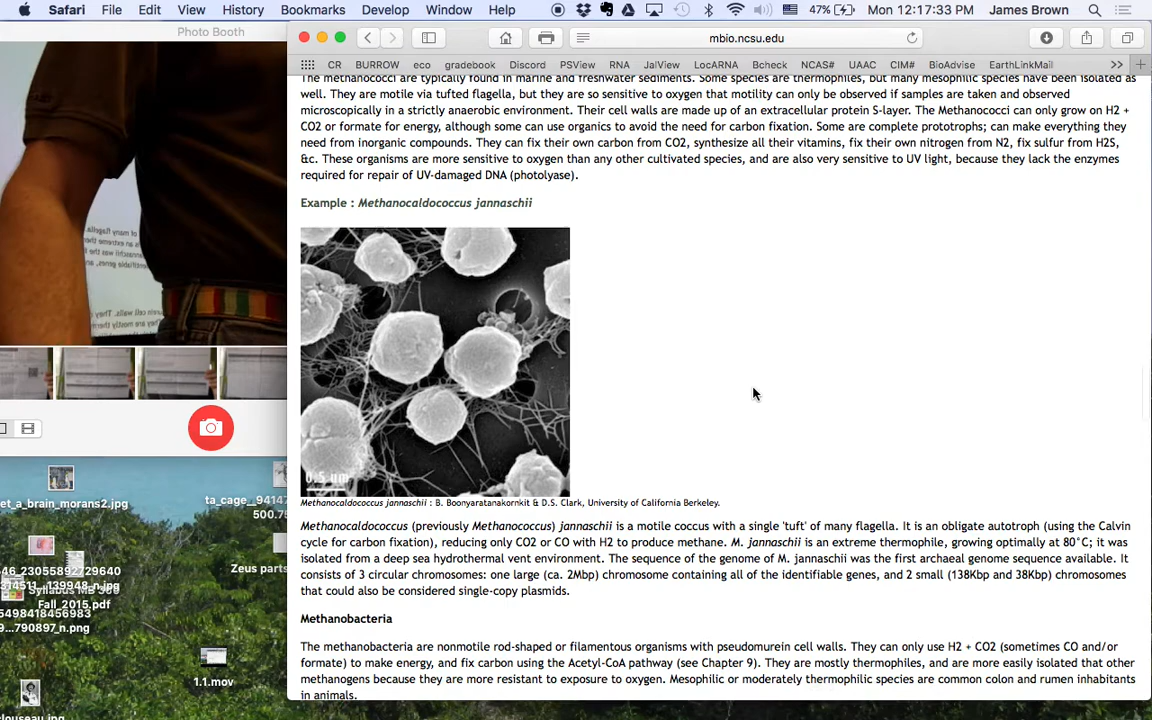 Safari File Edit View History Bookmarks Develop Window Help 47% Mon 12:17:33 PM James Brown
Photo Booth
mbio.ncsu.edu
CR BURROW eco gradebook Discord PSView RNA JalView LocARNA Bcheck NCAS# UAAC CIM# BioAdvise EarthLinkMail
The methanococci are typically found in marine and freshwater sediments. Some species are thermophiles, but many mesophilic species have been isolated as
well. They are motile via tufted flagella, but they are so sensitive to oxygen that motility can only be observed if samples are taken and observed
microscopically in a strictly anaerobic environment. Their cell walls are made up of an extracellular protein S-layer. The Methanococci can only grow on H2 +
CO2 or formate for energy, although some can use organics to avoid the need for carbon fixation. Some are complete prototrophs; can make everything they
need from inorganic compounds. They can fix their own carbon from CO2, synthesize all their vitamins, fix their own nitrogen from N2, fix sulfur from H2S,
&c. These organisms are more sensitive to oxygen than any other cultivated species, and are also very sensitive to UV light, because they lack the enzymes
required for repair of UV-damaged DNA (photolyase).
Example : Methanocaldococcus jannaschii
0.5 um
Methanocaldococcus jannaschii : B. Boonyaratanakornkit & D.S. Clark, University of California Berkeley.
Methanocaldococcus (previously Methanococcus) jannaschii is a motile coccus with a single 'tuft' of many flagella. It is an obligate autotroph (using the Calvin
cycle for carbon fixation), reducing only CO2 or CO with H2 to produce methane. M. jannaschii is an extreme thermophile, growing optimally at 80°C; it was
isolated from a deep sea hydrothermal vent environment. The sequence of the genome of M. jannaschii was the first archaeal genome sequence available. It
consists of 3 circular chromosomes: one large (ca. 2Mbp) chromosome containing all of the identifiable genes, and 2 small (138Kbp and 38Kbp) chromosomes
that could also be considered single-copy plasmids.
Methanobacteria
The methanobacteria are nonmotile rod-shaped or filamentous organisms with pseudomurein cell walls. They can only use H2 + CO2 (sometimes CO and/or
formate) to make energy, and fix carbon using the Acetyl-CoA pathway (see Chapter 9). They are mostly thermophiles, and are more easily isolated that other
methanogens because they are more resistant to exposure to oxygen. Mesophilic or moderately thermophilic species are common colon and rumen inhabitants
in animals.
et_a_brain_morans2.jpg
ta_cage_94147
500.75
46_23055892729640
Zeus parts
Fall_2015.pdf
5498418456983
0...790897_n.png
1.1.mov
louseau.jpg